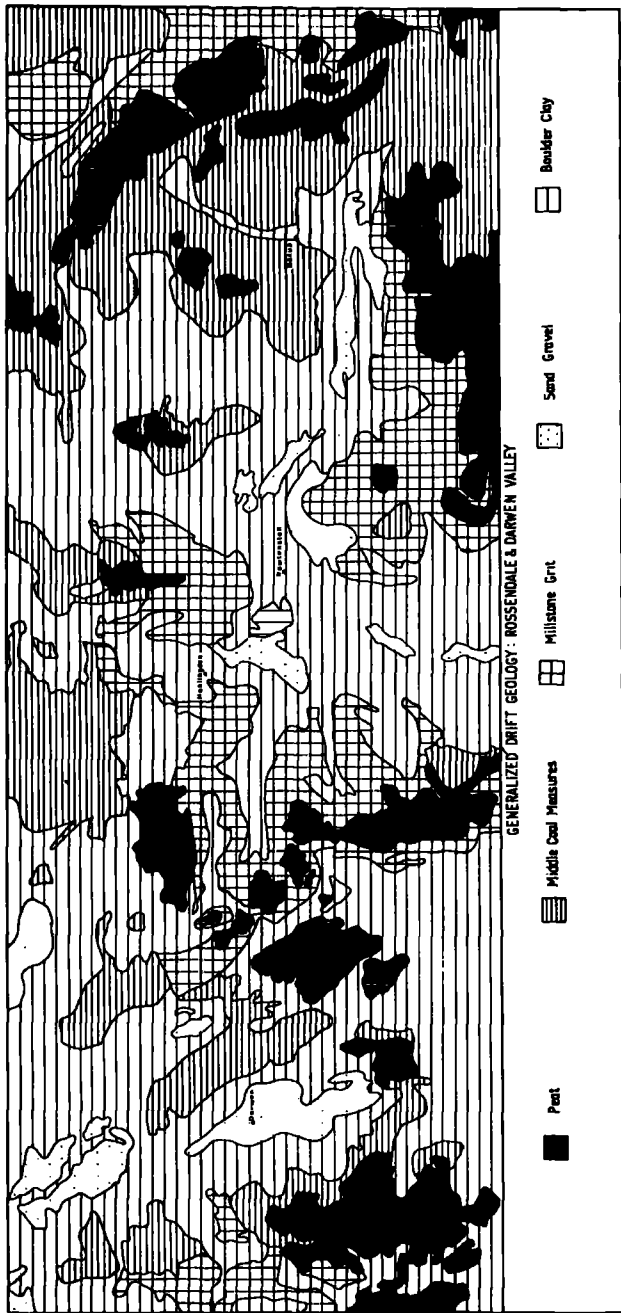 Bacup
Rawtenstall
Haslingden
Darwen
GENERALIZED DRIFT GEOLOGY: ROSSENDALE & DARWEN VALLEY
Peat
Middle Coal Measures
Millstone Grit
Sand Gravel
Boulder Clay